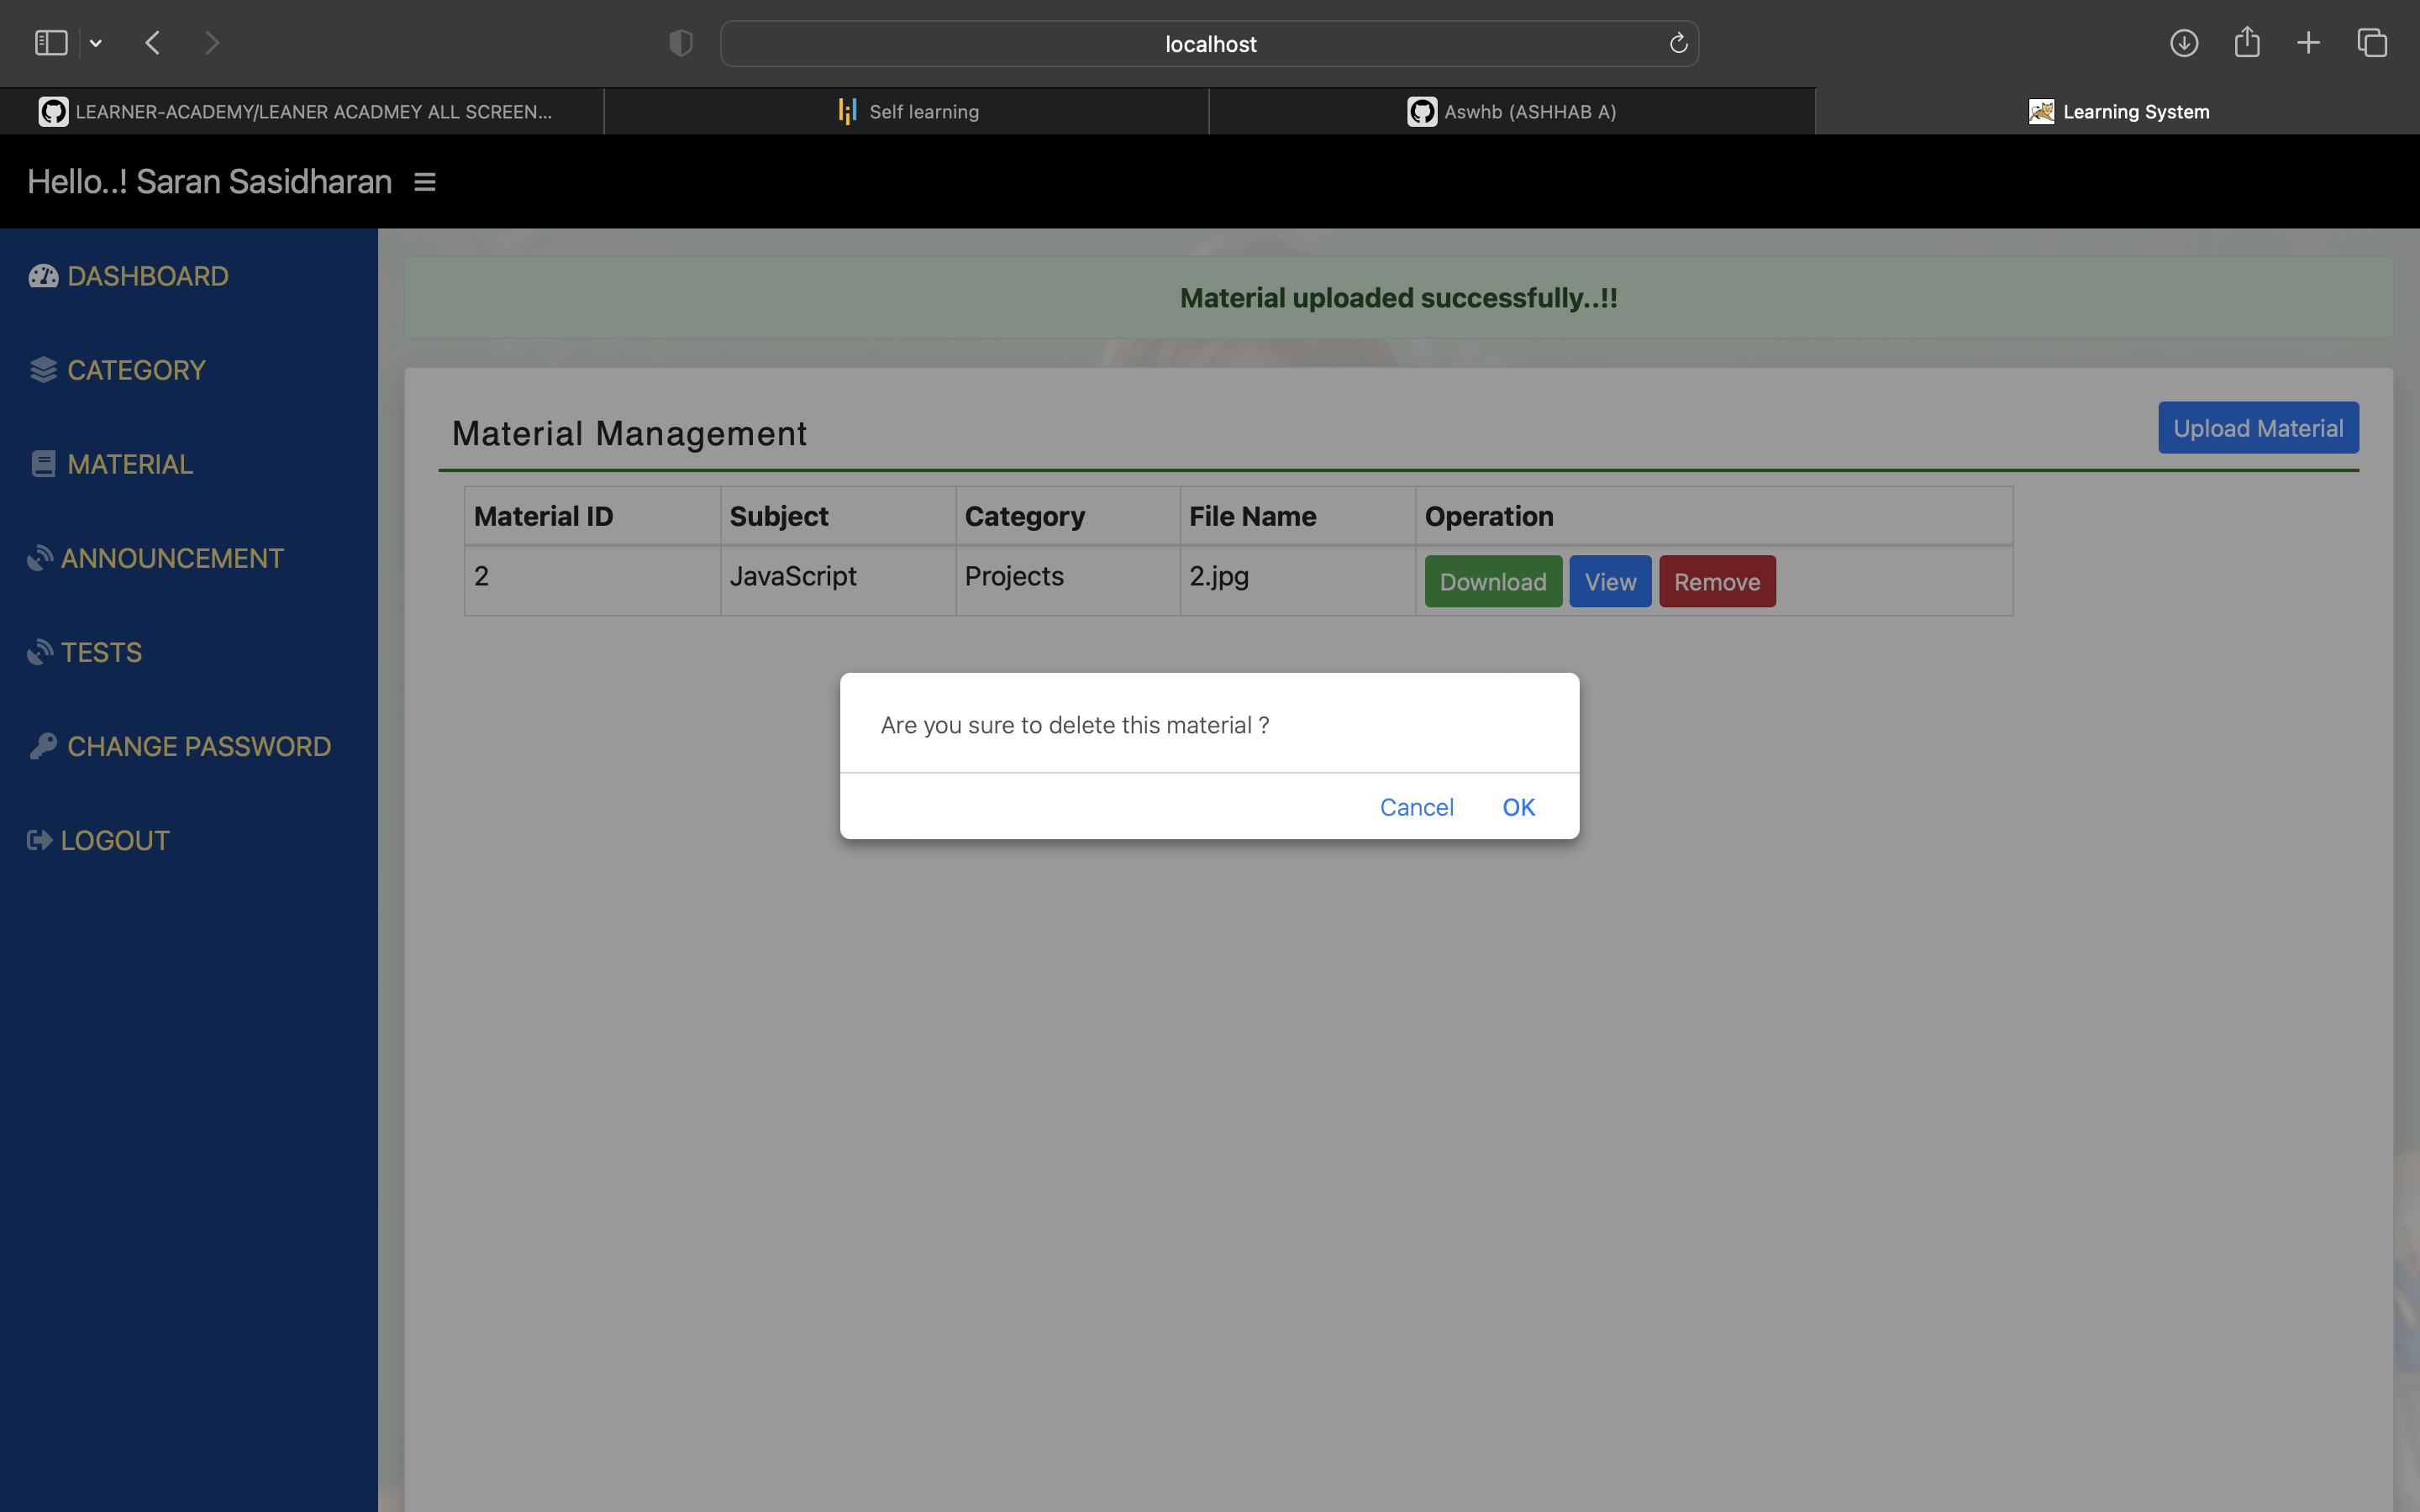 localhost
LEARNER-ACADEMY/LEANER ACADMEY ALL SCREEN...
Self learning
Aswhb (ASHHAB A)
Learning System
Hello..! Saran Sasidharan
DASHBOARD
CATEGORY
MATERIAL
ANNOUNCEMENT
TESTS
CHANGE PASSWORD
LOGOUT
Material uploaded successfully..!!
Material Management
Upload Material
Material ID Subject Category File Name Operation
2 JavaScript Projects 2.jpg Download View Remove
Are you sure to delete this material ?
Cancel OK